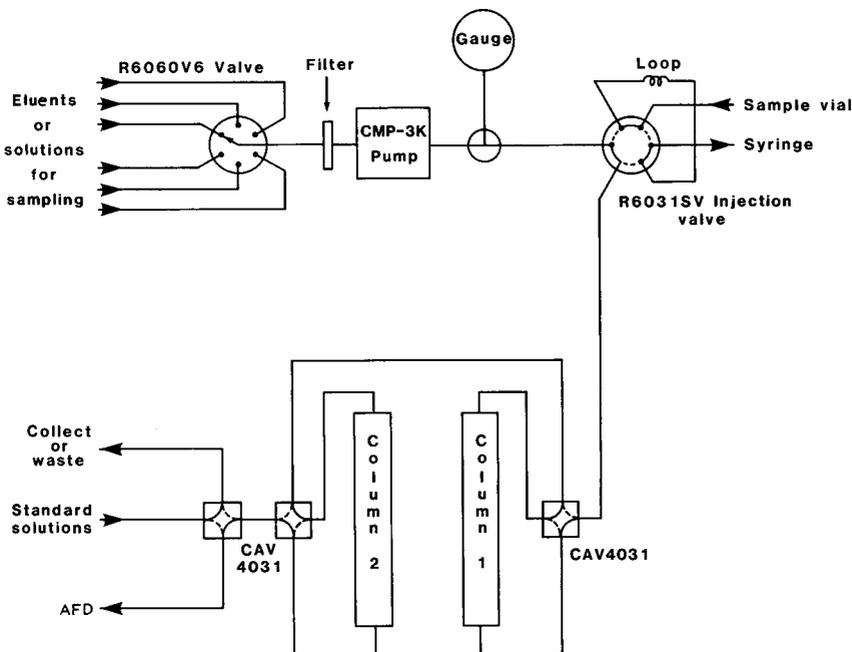 R6060V6 Valve
Filter
Gauge
Loop
Eluents
or
solutions
for
sampling
CMP-3K
Pump
Sample vial
Syringe
R6031SV Injection
valve
Collect
or
waste
Standard
solutions
AFD
CAV
4031
Column 2
Column 1
CAV4031